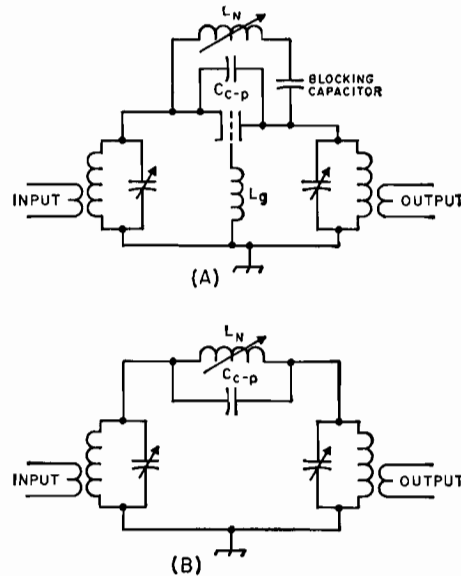 LN
Cc-p
BLOCKING
CAPACITOR
INPUT
Lg
OUTPUT
(A)
LN
Cc-p
INPUT
OUTPUT
(B)